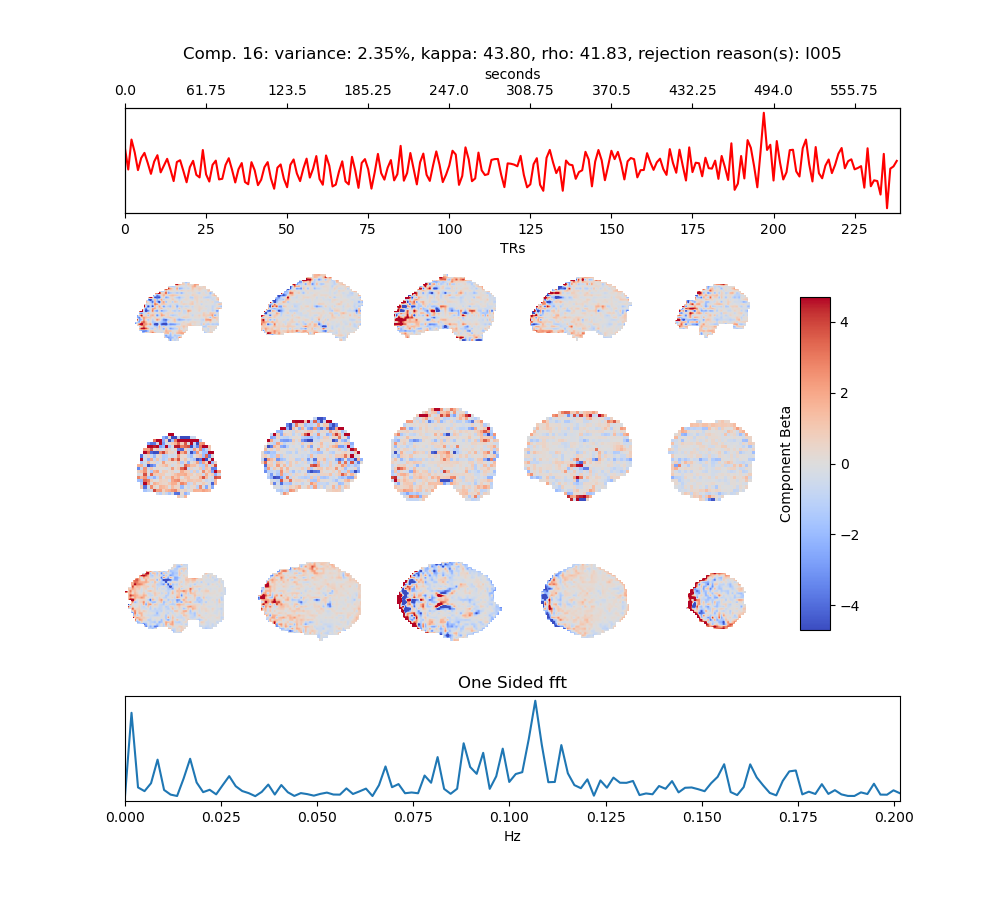 Comp. 16: variance: 2.35%, kappa: 43.80, rho: 41.83, rejection reason(s): I005
seconds
0.0 61.75 123.5 185.25 247.0 308.75 370.5 432.25 494.0 555.75
0 25 50 75 100 125 150 175 200 225
TRs
4
2
0
−2
−4
Component Beta
One Sided fft
0.000 0.025 0.050 0.075 0.100 0.125 0.150 0.175 0.200
Hz